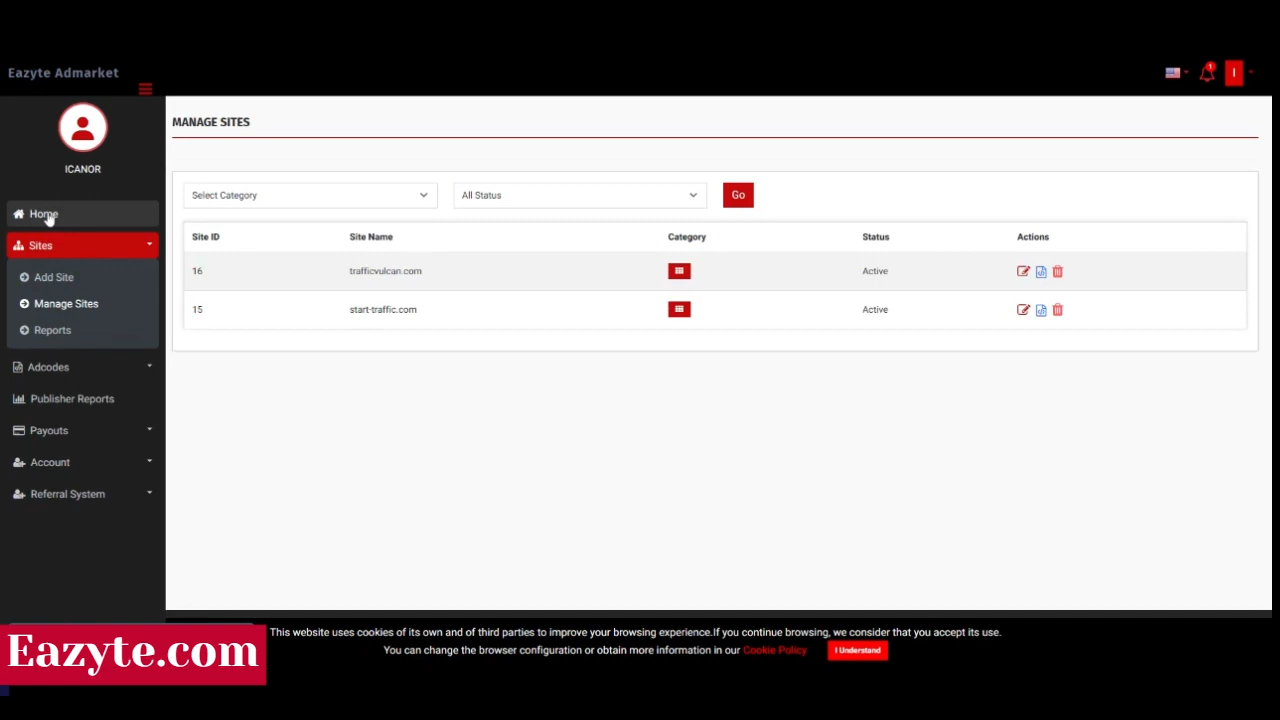 Eazyte Admarket
1
I
ICANOR
Home
Sites
Add Site
Manage Sites
Reports
Adcodes
Publisher Reports
Payouts
Account
Referral System
MANAGE SITES
Select Category
All Status
Go
Site ID Site Name Category Status Actions
16 trafficvulcan.com Active
15 start-traffic.com Active
This website uses cookies of its own and of third parties to improve your browsing experience.If you continue browsing, we consider that you accept its use.
You can change the browser configuration or obtain more information in our Cookie Policy
I Understand
Eazyte.com